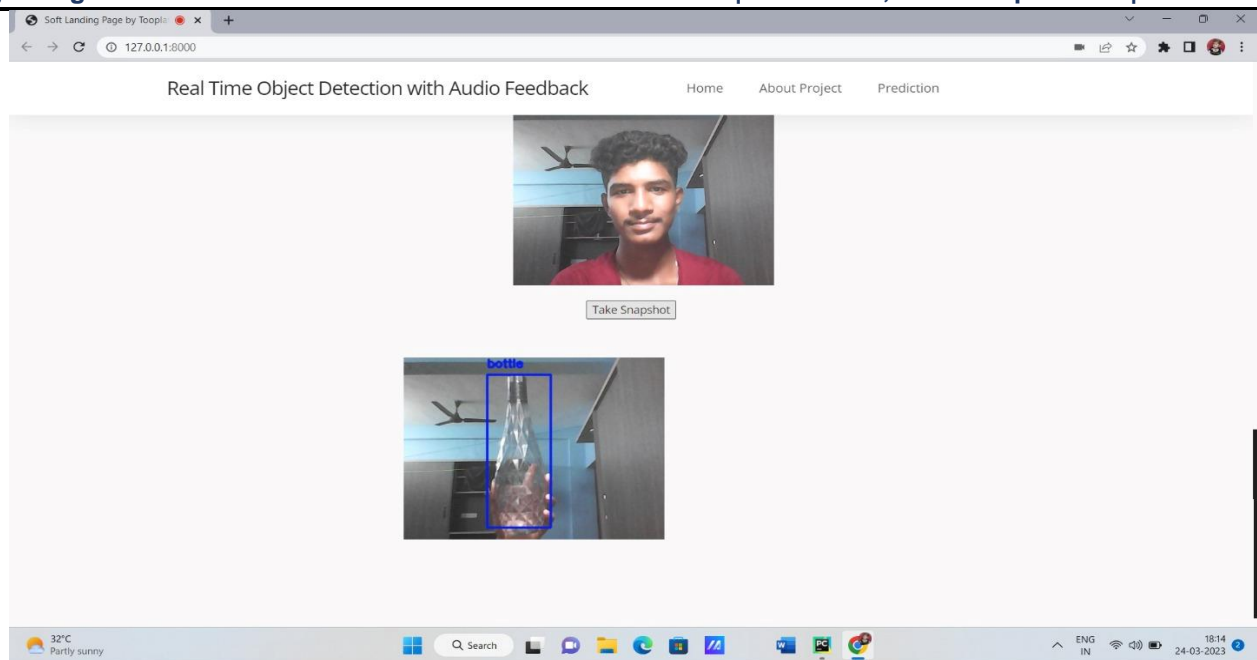 Soft Landing Page by Toopla
127.0.0.1:8000
Real Time Object Detection with Audio Feedback Home About Project Prediction
Take Snapshot
bottle
32°C
Partly sunny
Search
ENG
IN
18:14
24-03-2023
2